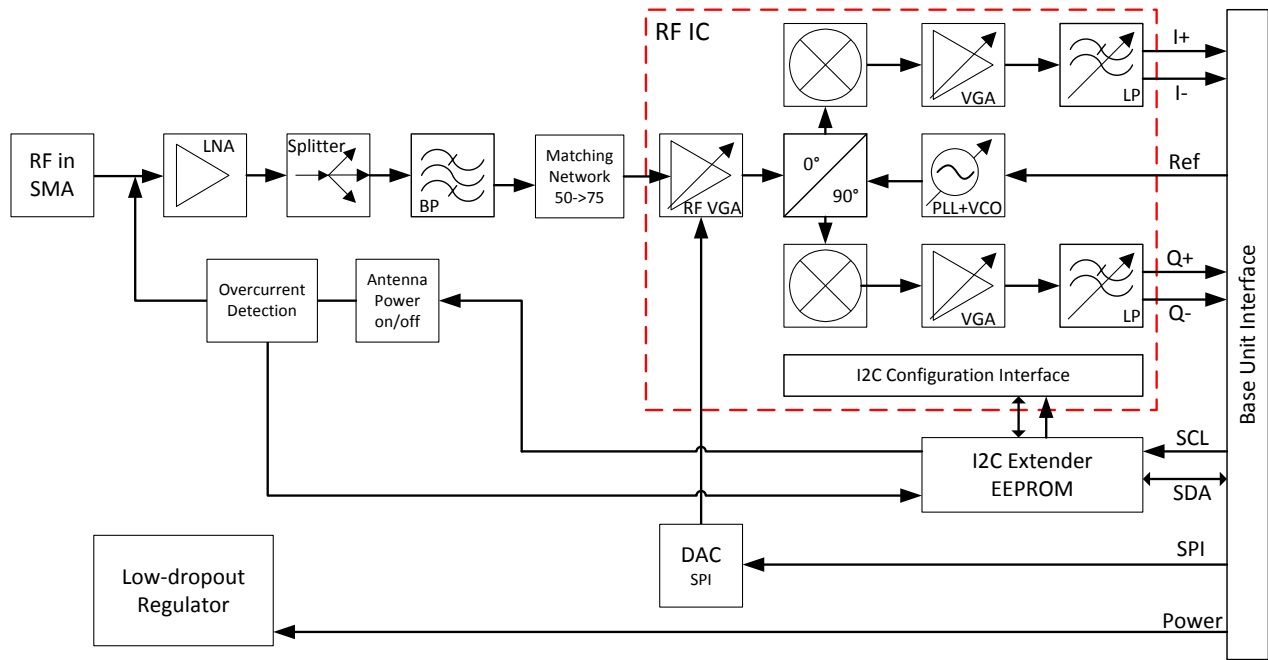 RF IC
I+
I-
VGA
LP
RF in
SMA
LNA
Splitter
BP
Matching
Network
50->75
RF VGA
0°
90°
PLL+VCO
Ref
Q+
Q-
VGA
LP
Overcurrent
Detection
Antenna
Power
on/off
I2C Configuration Interface
Base Unit Interface
I2C Extender
EEPROM
SCL
SDA
DAC
SPI
SPI
Low-dropout
Regulator
Power